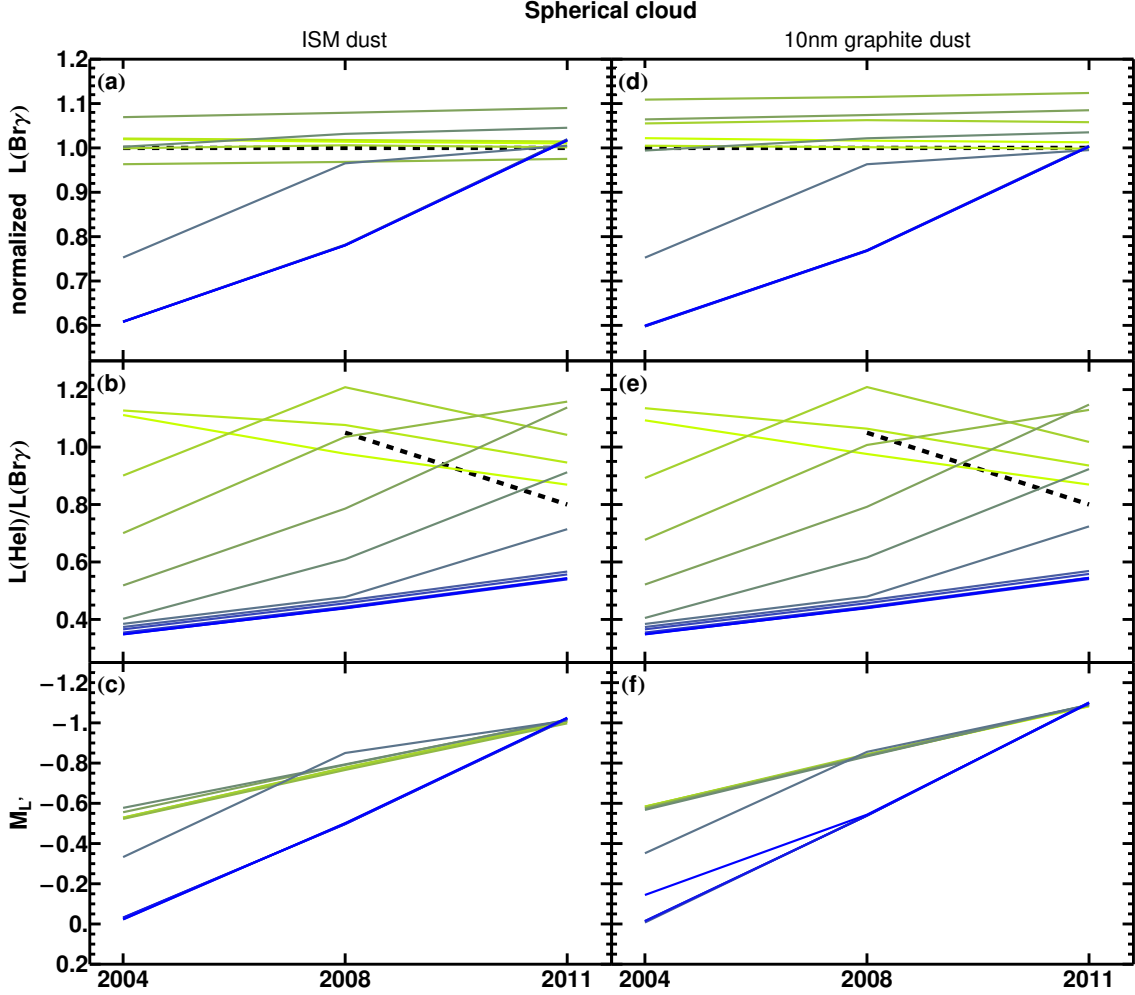 Spherical cloud
ISM dust
10nm graphite dust
(a)
(d)
normalized L(Brγ)
1.2
1.1
1.0
0.9
0.8
0.7
0.6
(b)
(e)
L(HeI)/L(Brγ)
1.2
1.0
0.8
0.6
0.4
(c)
(f)
M_L'
−1.2
−1.
−0.8
−0.6
−0.4
−0.2
0.
0.2
2004 2008 2011 2004 2008 2011